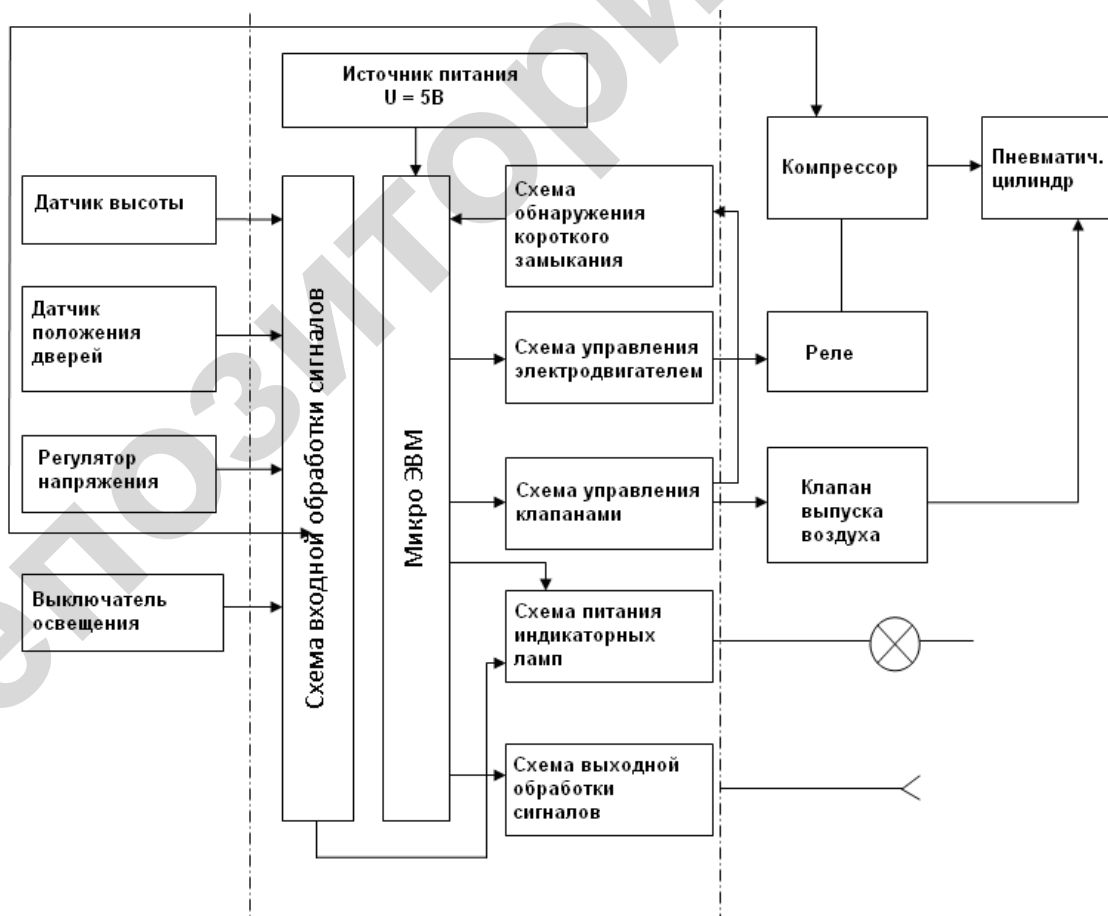 Источник питания
U = 5В
Датчик высоты
Датчик
положения
дверей
Регулятор
напряжения
Выключатель
освещения
Схема входной обработки сигналов
Микро ЭВМ
Схема
обнаружения
короткого
замыкания
Схема управления
электродвигателем
Схема управления
клапанами
Схема питания
индикаторных
ламп
Схема выходной
обработки
сигналов
Компрессор
Пневматич.
цилиндр
Реле
Клапан
выпуска
воздуха
епозитори